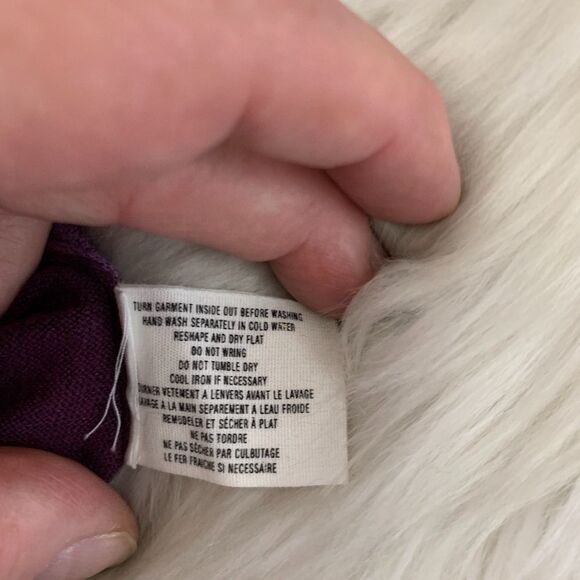 TURN GARMENT INSIDE OUT BEFORE WASHING
HAND WASH SEPARATELY IN COLD WATER
RESHAPE AND DRY FLAT
DO NOT WRING
DO NOT TUMBLE DRY
COOL IRON IF NECESSARY
OURNER VETEMENT A LENVERS AVANT LE LAVAGE
LAVAGE A LA MAIN SEPAREMENT A LEAU FROIDE
REMODELER ET SÉCHER À PLAT
NE PAS TORDRE
NE PAS SÉCHER PAR CULBUTAGE
LE FER FRAICHE SI NECESSAIRE